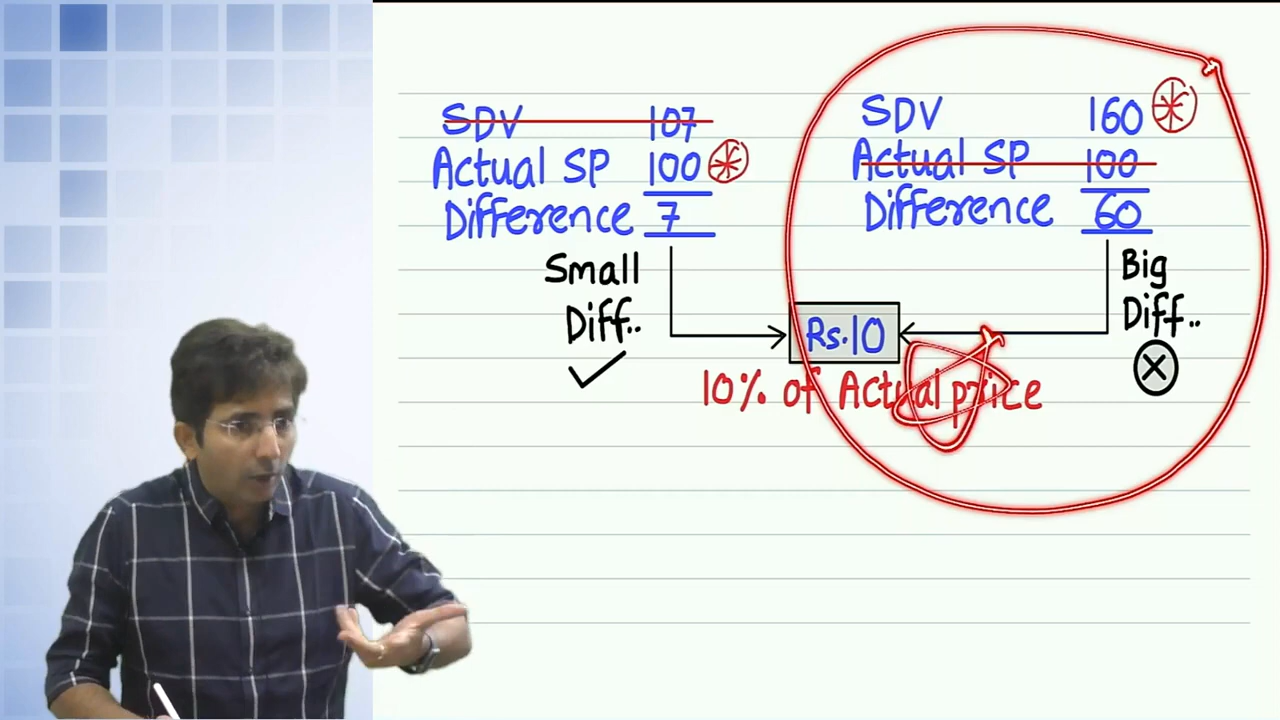 SDV 107
Actual SP 100
Difference 7
Small
Diff..
SDV 160
Actual SP 100
Difference 60
Big
Diff..
Rs.10
10% of Actual price